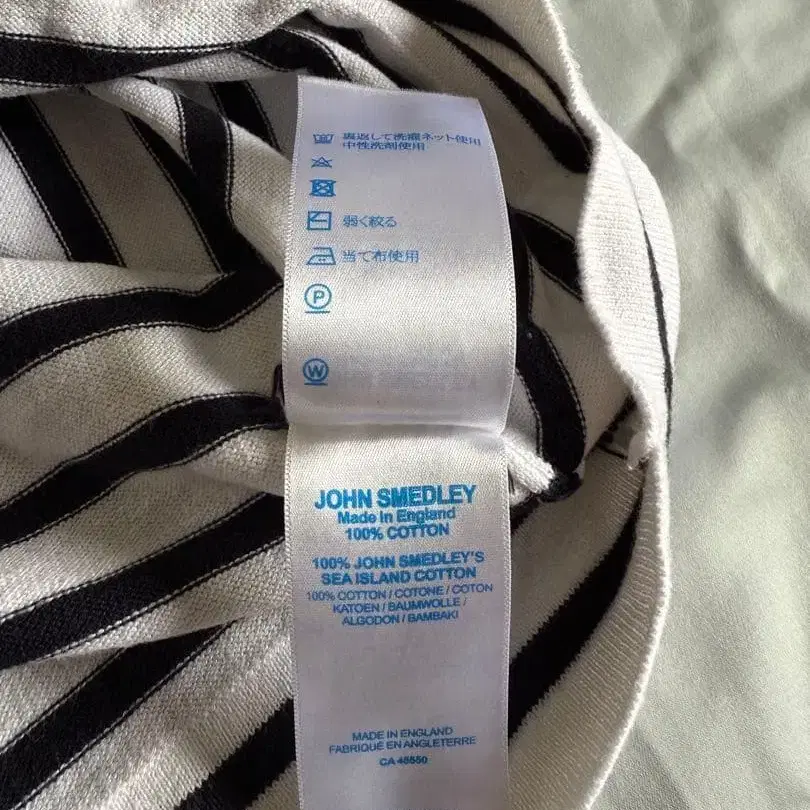 裏返して洗濯ネット使用
中性洗剤使用
弱く絞る
当て布使用
P
W
JOHN SMEDLEY
Made In England
100% COTTON
100% JOHN SMEDLEY'S
SEA ISLAND COTTON
100% COTTON / COTONE / COTON
KATOEN / BAUMWOLLE /
ALGODON / BAMBAKI
MADE IN ENGLAND
FABRIQUÉ EN ANGLETERRE